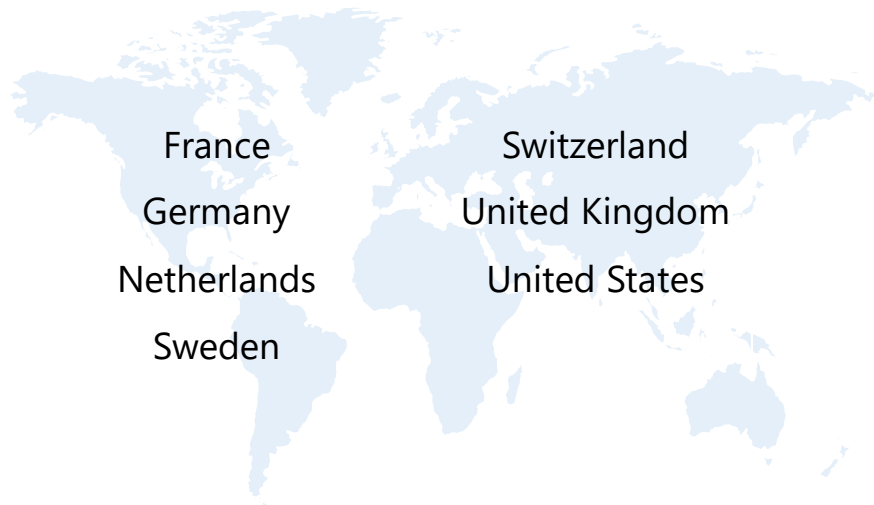 France
Germany
Netherlands
Sweden
Switzerland
United Kingdom
United States